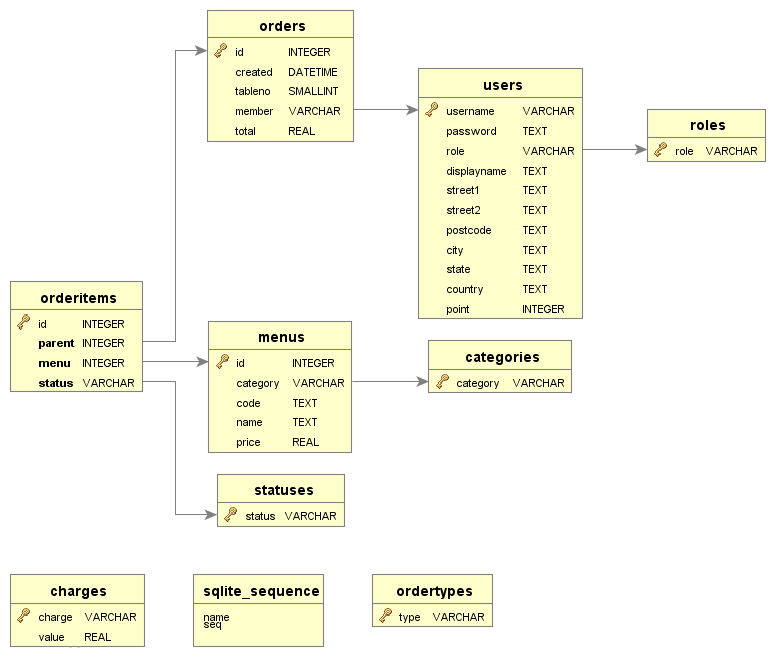 orders
id INTEGER
created DATETIME
tableno SMALLINT
member VARCHAR
total REAL
users
username VARCHAR
password TEXT
role VARCHAR
displayname TEXT
street1 TEXT
street2 TEXT
postcode TEXT
city TEXT
state TEXT
country TEXT
point INTEGER
roles
role VARCHAR
orderitems
id INTEGER
parent INTEGER
menu INTEGER
status VARCHAR
menus
id INTEGER
category VARCHAR
code TEXT
name TEXT
price REAL
categories
category VARCHAR
statuses
status VARCHAR
charges
charge VARCHAR
value REAL
sqlite_sequence
name
seq
ordertypes
type VARCHAR